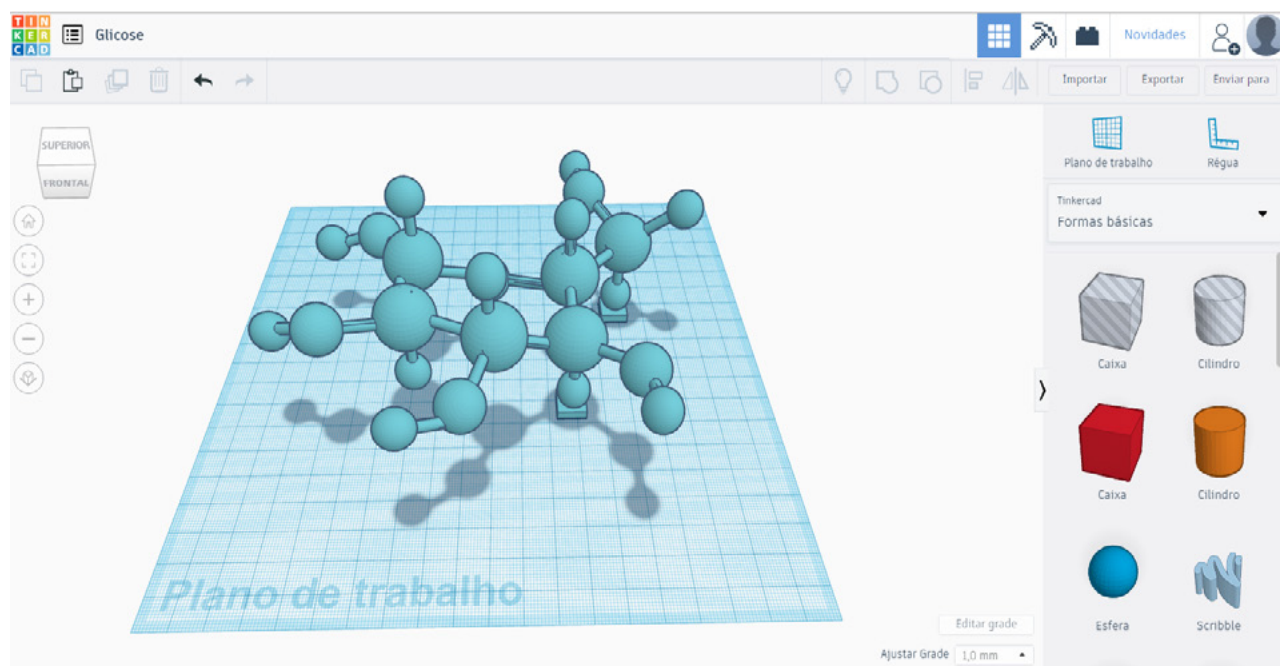 TIN
KER
CAD
Glicose
Novidades
Importar
Exportar
Enviar para
SUPERIOR
FRONTAL
Plano de trabalho
Régua
Tinkercad
Formas básicas
Caixa
Cilindro
Caixa
Cilindro
Esfera
Scribble
Plano de trabalho
Editar grade
Ajustar Grade 1,0 mm